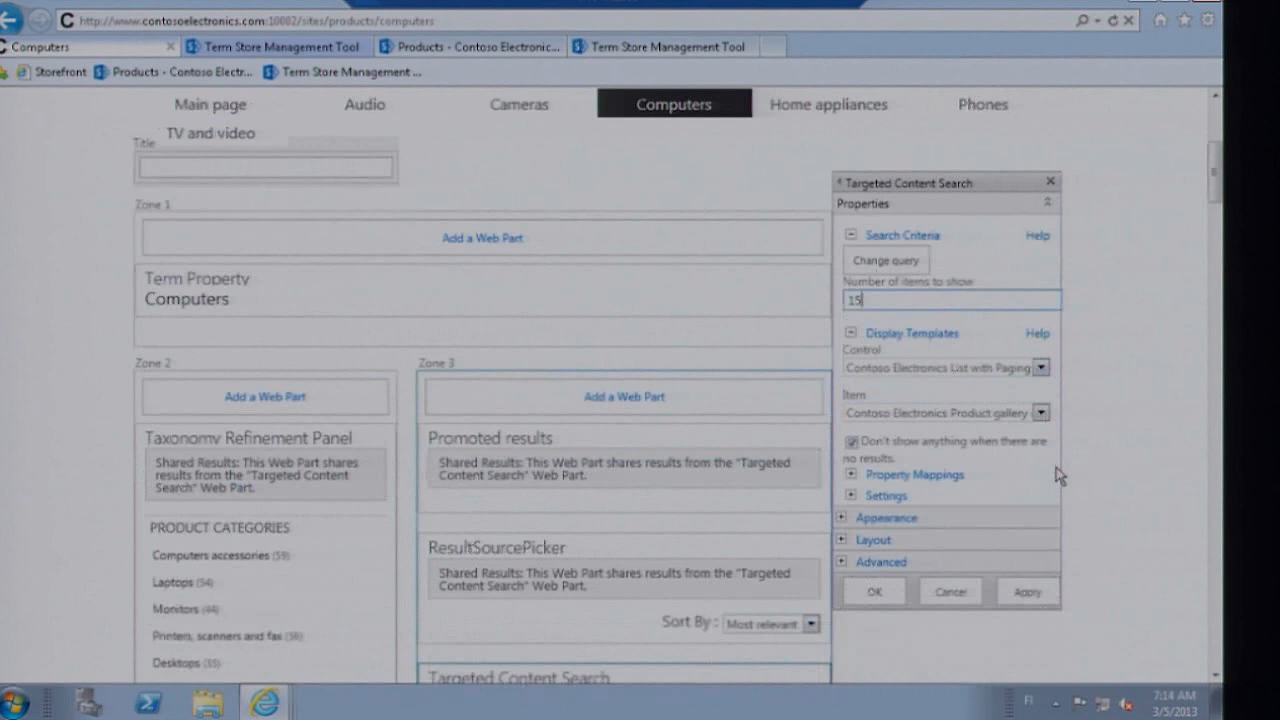 http://www.contosoelectronics.com:10002/sites/products/computers
Computers
Term Store Management Tool
Products - Contoso Electronic...
Term Store Management Tool
Storefront
Products - Contoso Electr...
Term Store Management ...
Main page
Audio
Cameras
Computers
Home appliances
Phones
TV and video
Title
Zone 1
Add a Web Part
Term Property
Computers
Zone 2
Add a Web Part
Taxonomy Refinement Panel
Shared Results: This Web Part shares
results from the "Targeted Content
Search" Web Part.
PRODUCT CATEGORIES
Computers accessories (59)
Laptops (54)
Monitors (44)
Printers, scanners and fax
Desktops
Zone 3
Add a Web Part
Promoted results
Shared Results: This Web Part shares results from the "Targeted
Content Search" Web Part.
ResultSourcePicker
Shared Results: This Web Part shares results from the "Targeted
Content Search" Web Part.
Sort By : Most relevant
Targeted Content Search
Targeted Content Search
Properties
Search Criteria Help
Change query
Number of items to show
15
Display Templates Help
Control
Contoso Electronics List with Paging
Item
Contoso Electronics Product gallery
Don't show anything when there are
no results.
Property Mappings
Settings
Appearance
Layout
Advanced
OK
Cancel
Apply
FI
7:14 AM
3/5/2013